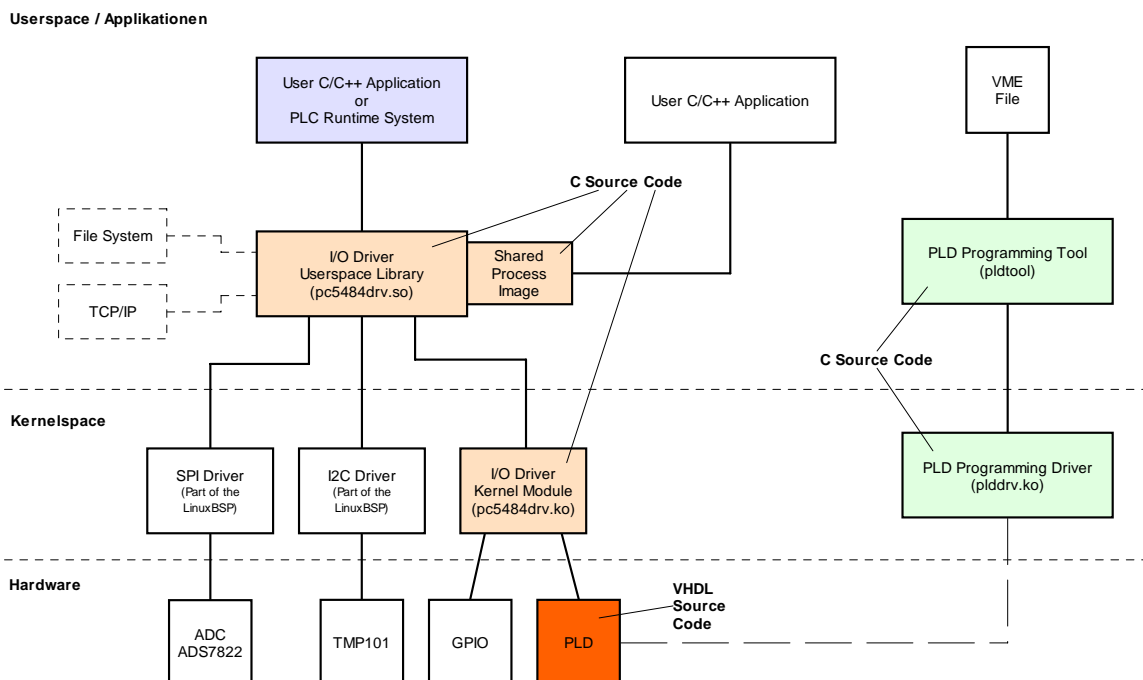 Userspace / Applikationen
User C/C++ Application
or
PLC Runtime System
User C/C++ Application
VME
File
C Source Code
File System
TCP/IP
I/O Driver
Userspace Library
(pc5484drv.so)
Shared
Process
Image
PLD Programming Tool
(pldtool)
C Source Code
Kernelspace
SPI Driver
(Part of the
LinuxBSP)
I2C Driver
(Part of the
LinuxBSP)
I/O Driver
Kernel Module
(pc5484drv.ko)
PLD Programming Driver
(plddrv.ko)
Hardware
VHDL
Source
Code
ADC
ADS7822
TMP101
GPIO
PLD